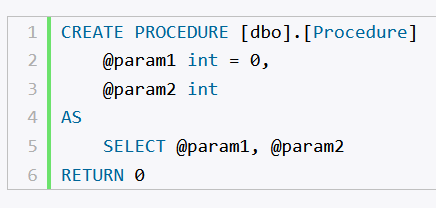 1 CREATE PROCEDURE [dbo].[Procedure]
2     @param1 int = 0,
3     @param2 int
4 AS
5     SELECT @param1, @param2
6 RETURN 0